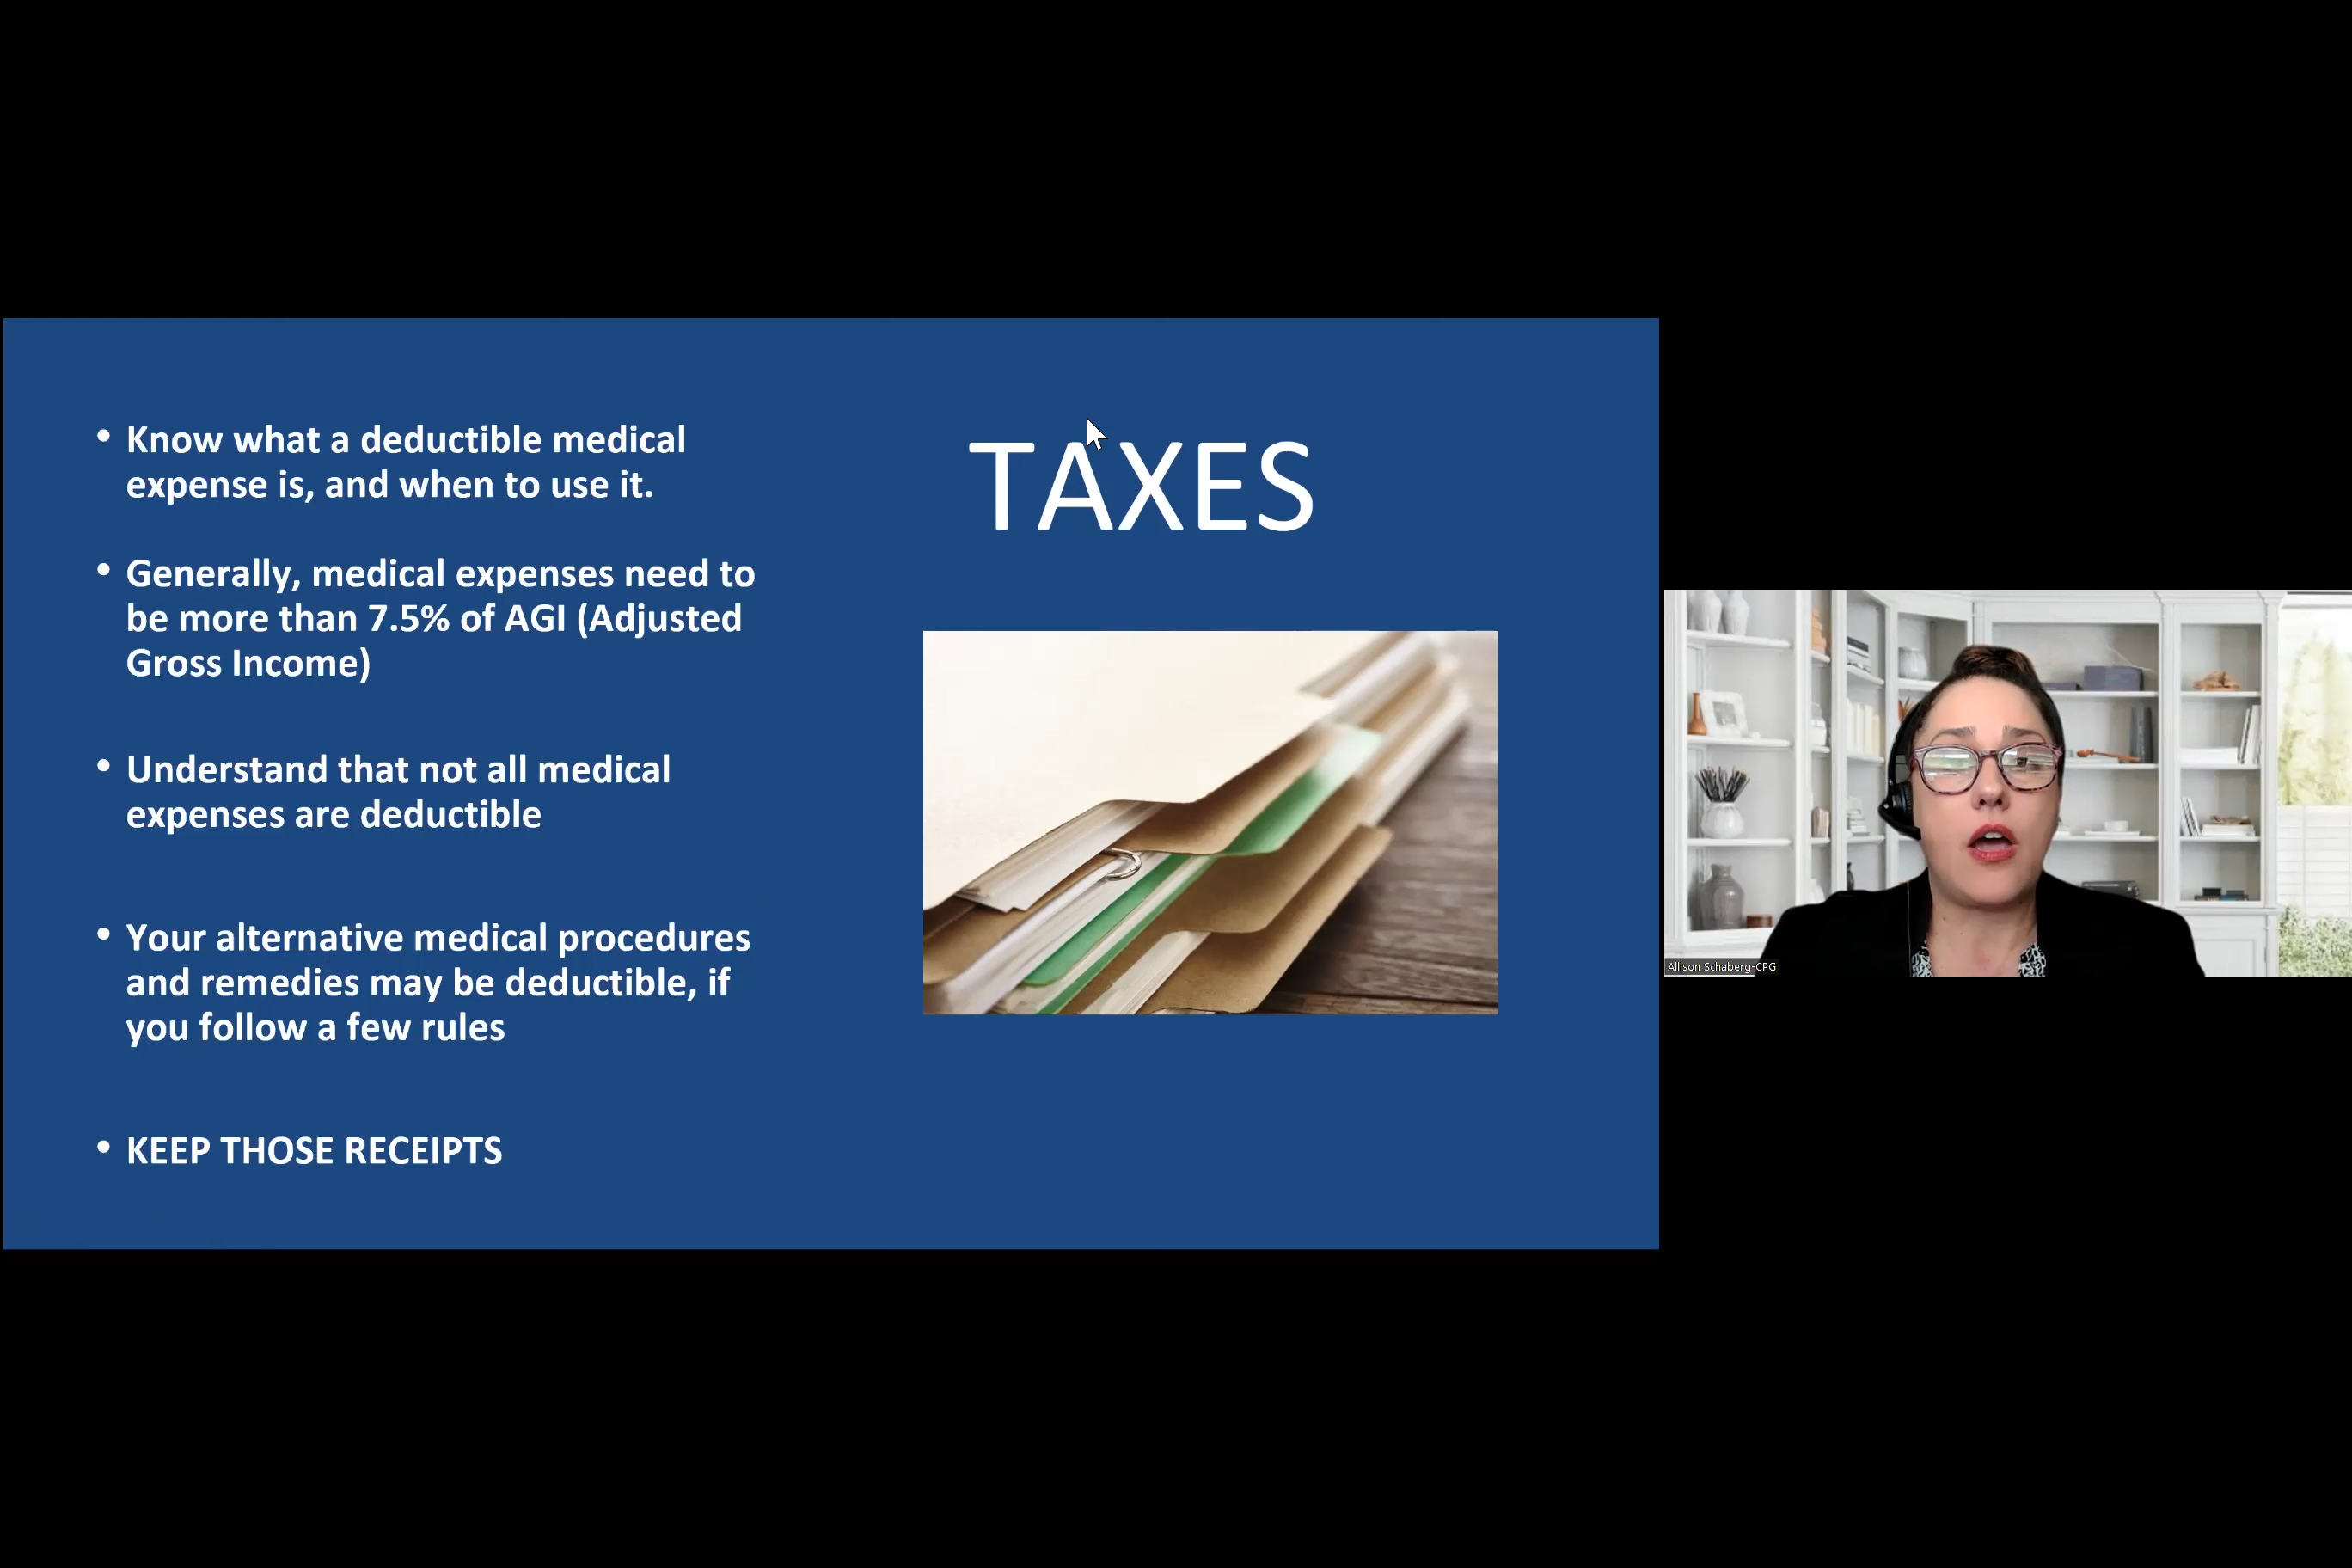 • Know what a deductible medical
expense is, and when to use it.
• Generally, medical expenses need to
be more than 7.5% of AGI (Adjusted
Gross Income)
• Understand that not all medical
expenses are deductible
• Your alternative medical procedures
and remedies may be deductible, if
you follow a few rules
• KEEP THOSE RECEIPTS
TAXES
Allison Schaberg-CPG